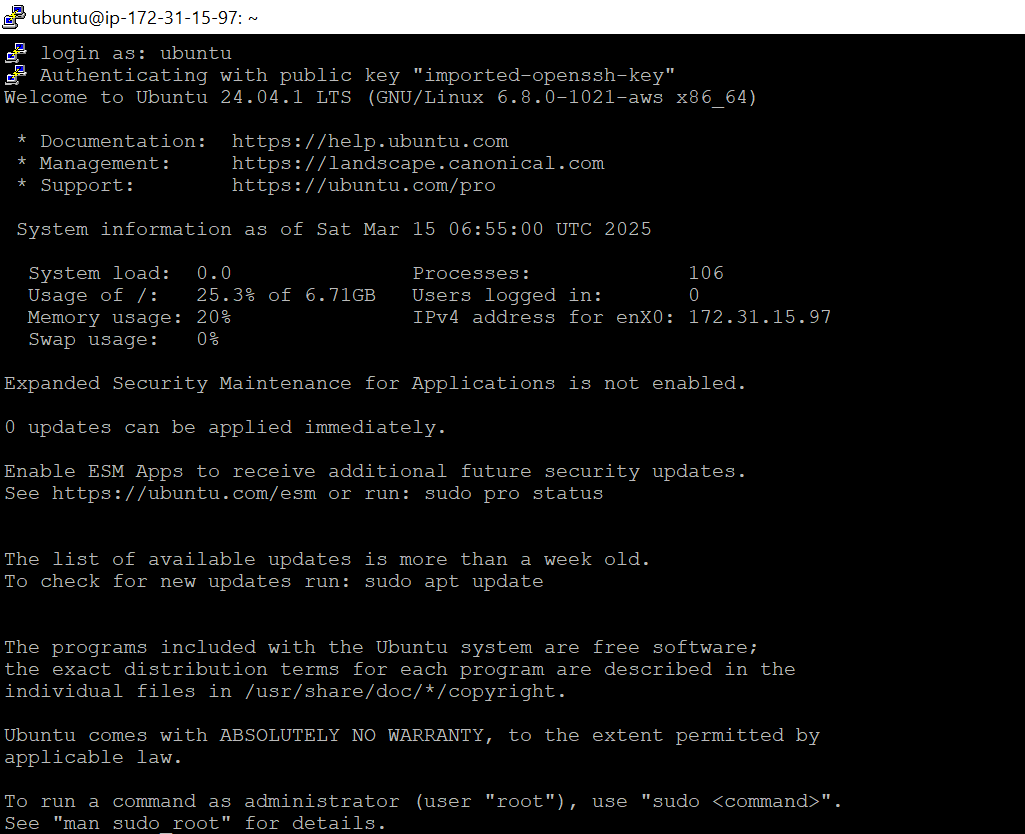 ubuntu@ip-172-31-15-97: ~
login as: ubuntu
Authenticating with public key "imported-openssh-key"
Welcome to Ubuntu 24.04.1 LTS (GNU/Linux 6.8.0-1021-aws x86_64)
* Documentation:  https://help.ubuntu.com
* Management:     https://landscape.canonical.com
* Support:        https://ubuntu.com/pro
System information as of Sat Mar 15 06:55:00 UTC 2025
System load:  0.0               Processes:             106
Usage of /:   25.3% of 6.71GB   Users logged in:       0
Memory usage: 20%               IPv4 address for enX0: 172.31.15.97
Swap usage:   0%
Expanded Security Maintenance for Applications is not enabled.
0 updates can be applied immediately.
Enable ESM Apps to receive additional future security updates.
See https://ubuntu.com/esm or run: sudo pro status
The list of available updates is more than a week old.
To check for new updates run: sudo apt update
The programs included with the Ubuntu system are free software;
the exact distribution terms for each program are described in the
individual files in /usr/share/doc/*/copyright.
Ubuntu comes with ABSOLUTELY NO WARRANTY, to the extent permitted by
applicable law.
To run a command as administrator (user "root"), use "sudo <command>".
See "man sudo_root" for details.